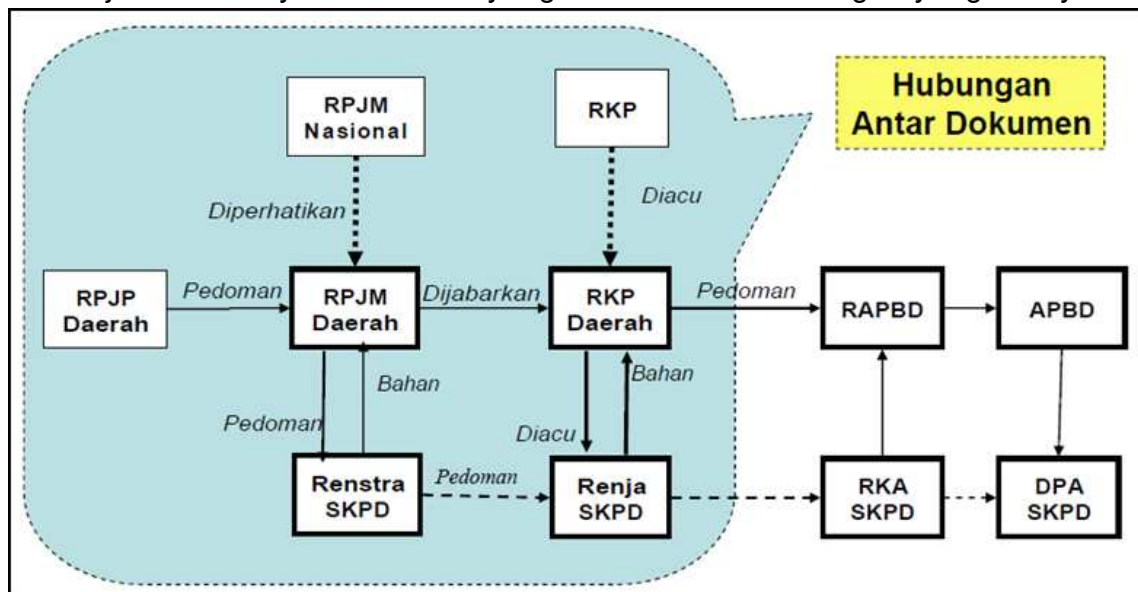 Hubungan
Antar Dokumen
RPJM
Nasional
RKP
Diperhatikan
Diacu
RPJP
Daerah
Pedoman
RPJM
Daerah
Dijabarkan
RKP
Daerah
Pedoman
RAPBD
APBD
Pedoman
Bahan
Diacu
Bahan
Renstra
SKPD
Pedoman
Renja
SKPD
RKA
SKPD
DPA
SKPD